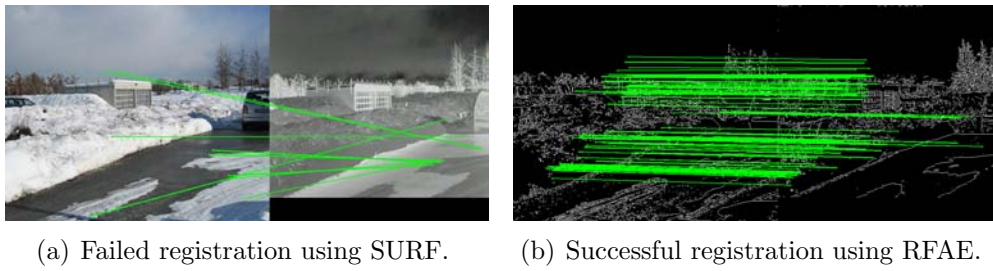 (a) Failed registration using SURF.
(b) Successful registration using RFAE.